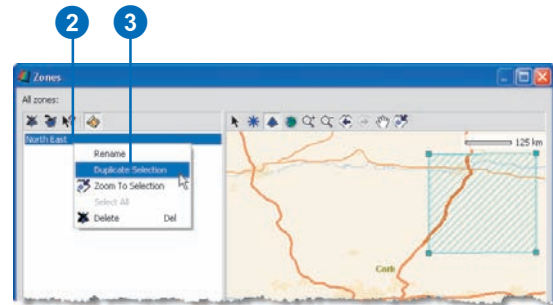 2 3
Zones
All zones:
North East
Rename
Duplicate Selection
Zoom To Selection
Select All
Delete Del
125 km
Cork